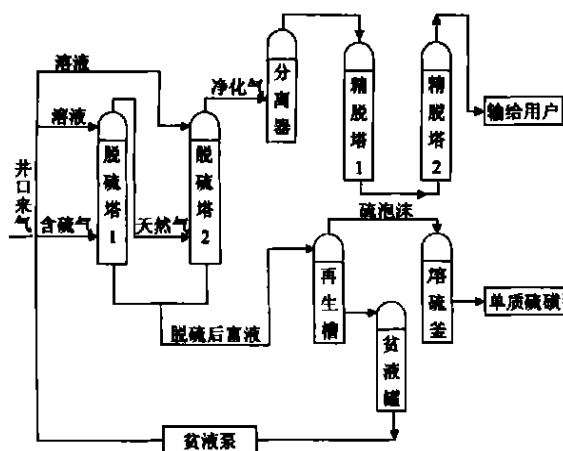 溶液
净化气
分离器
精脱塔1
精脱塔2
输给用户
溶液
脱硫塔1
脱硫塔2
井口来气
含硫气
天然气
硫泡沫
再生槽
熔硫釜
单质硫磺
脱硫后富液
贫液罐
贫液泵